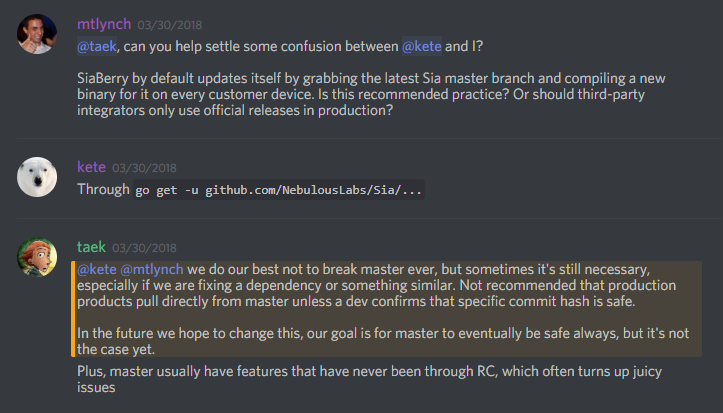 mtlynch 03/30/2018
@taek, can you help settle some confusion between @kete and I?
SiaBerry by default updates itself by grabbing the latest Sia master branch and compiling a new
binary for it on every customer device. Is this recommended practice? Or should third-party
integrators only use official releases in production?
kete 03/30/2018
Through go get -u github.com/NebulousLabs/Sia/...
taek 03/30/2018
@kete @mtlynch we do our best not to break master ever, but sometimes it's still necessary,
especially if we are fixing a dependency or something similar. Not recommended that production
products pull directly from master unless a dev confirms that specific commit hash is safe.
In the future we hope to change this, our goal is for master to eventually be safe always, but it's not
the case yet.
Plus, master usually have features that have never been through RC, which often turns up juicy
issues